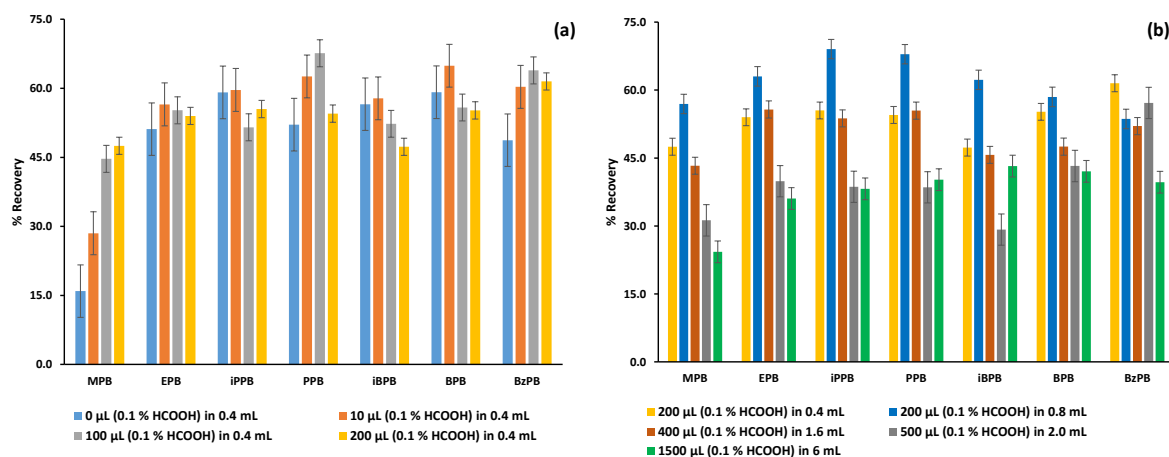 (a)
75.0
60.0
45.0
30.0
15.0
0.0
% Recovery
MPB EPB iPPB PPB iBPB BPB BzPB
0 µL (0.1 % HCOOH) in 0.4 mL 10 µL (0.1 % HCOOH) in 0.4 mL
100 µL (0.1 % HCOOH) in 0.4 mL 200 µL (0.1 % HCOOH) in 0.4 mL
(b)
75.0
60.0
45.0
30.0
15.0
0.0
% Recovery
MPB EPB iPPB PPB iBPB BPB BzPB
200 µL (0.1 % HCOOH) in 0.4 mL 200 µL (0.1 % HCOOH) in 0.8 mL
400 µL (0.1 % HCOOH) in 1.6 mL 500 µL (0.1 % HCOOH) in 2.0 mL
1500 µL (0.1 % HCOOH) in 6 mL